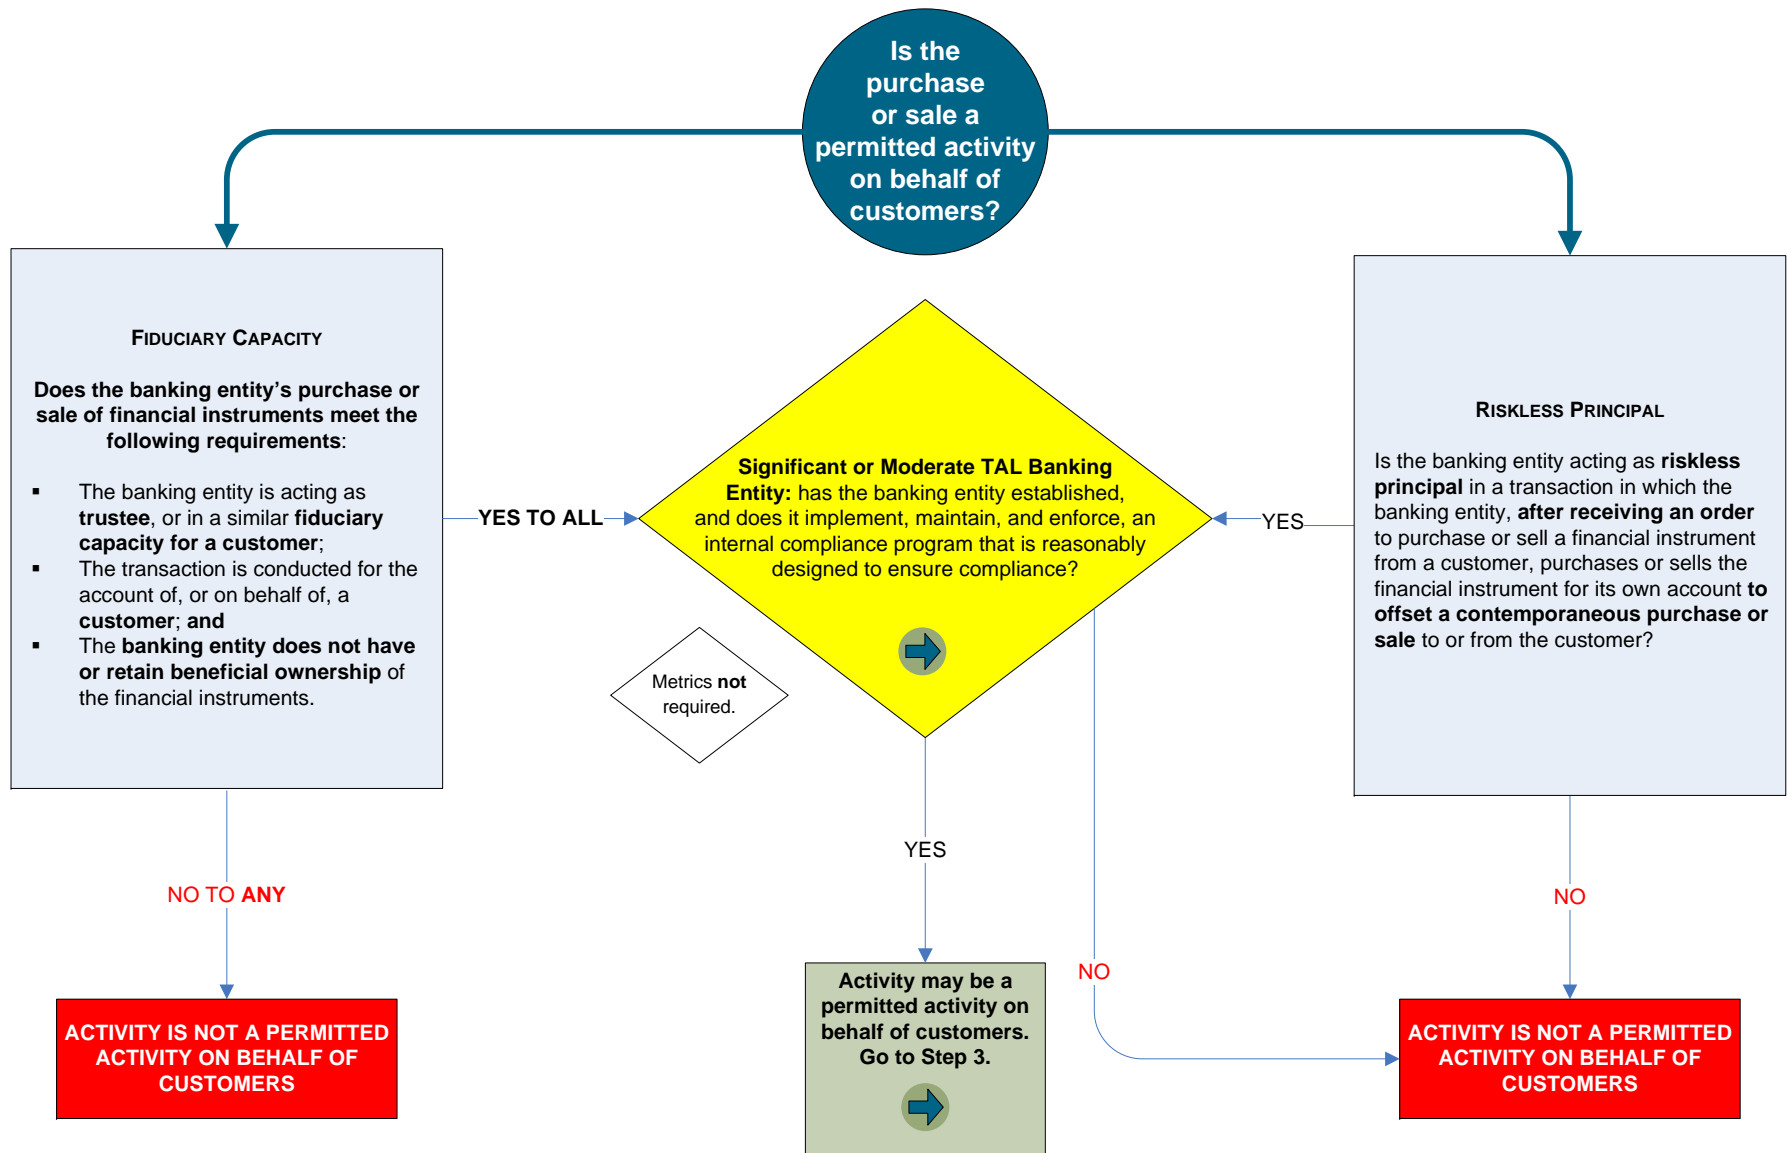 Is the
purchase
or sale a
permitted activity
on behalf of
customers?
FIDUCIARY CAPACITY
Does the banking entity’s purchase or
sale of financial instruments meet the
following requirements:
▪ The banking entity is acting as
trustee, or in a similar fiduciary
capacity for a customer;
▪ The transaction is conducted for the
account of, or on behalf of, a
customer; and
▪ The banking entity does not have
or retain beneficial ownership of
the financial instruments.
YES TO ALL
Significant or Moderate TAL Banking
Entity: has the banking entity established,
and does it implement, maintain, and enforce, an
internal compliance program that is reasonably
designed to ensure compliance?
YES
RISKLESS PRINCIPAL
Is the banking entity acting as riskless
principal in a transaction in which the
banking entity, after receiving an order
to purchase or sell a financial instrument
from a customer, purchases or sells the
financial instrument for its own account to
offset a contemporaneous purchase or
sale to or from the customer?
Metrics not
required.
YES
NO TO ANY
NO
NO
ACTIVITY IS NOT A PERMITTED
ACTIVITY ON BEHALF OF
CUSTOMERS
Activity may be a
permitted activity on
behalf of customers.
Go to Step 3.
ACTIVITY IS NOT A PERMITTED
ACTIVITY ON BEHALF OF
CUSTOMERS